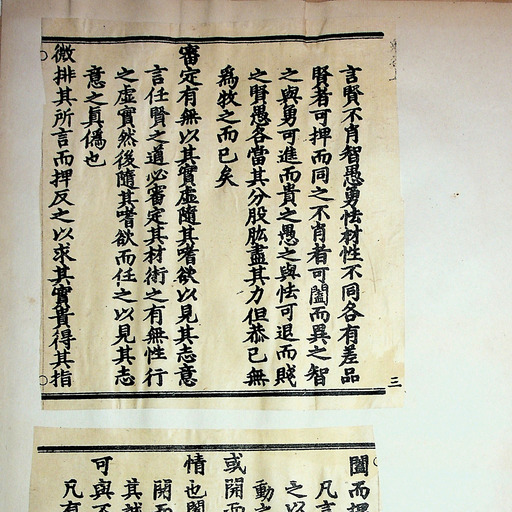 言賢不肖智愚勇怯材性不同各有差品
賢者可捭而同之不肖者可闔而異之智
之與勇可進而貴之愚之與怯可退而賤
之賢愚各當其分股肱盡其力但恭己無
為牧之而已矣
審定有無以其實虛隨其嗜欲以見其志意
言任賢之道必審定其材術之有無性行
之虛實然後隨其嗜欲而任之以見其志
意之真偽也
微排其所言而捭反之以求其實貴得其指
三
闔而捭
凡言
之以
動之
或開而
情也闔
開而
其誠
可與不
凡有